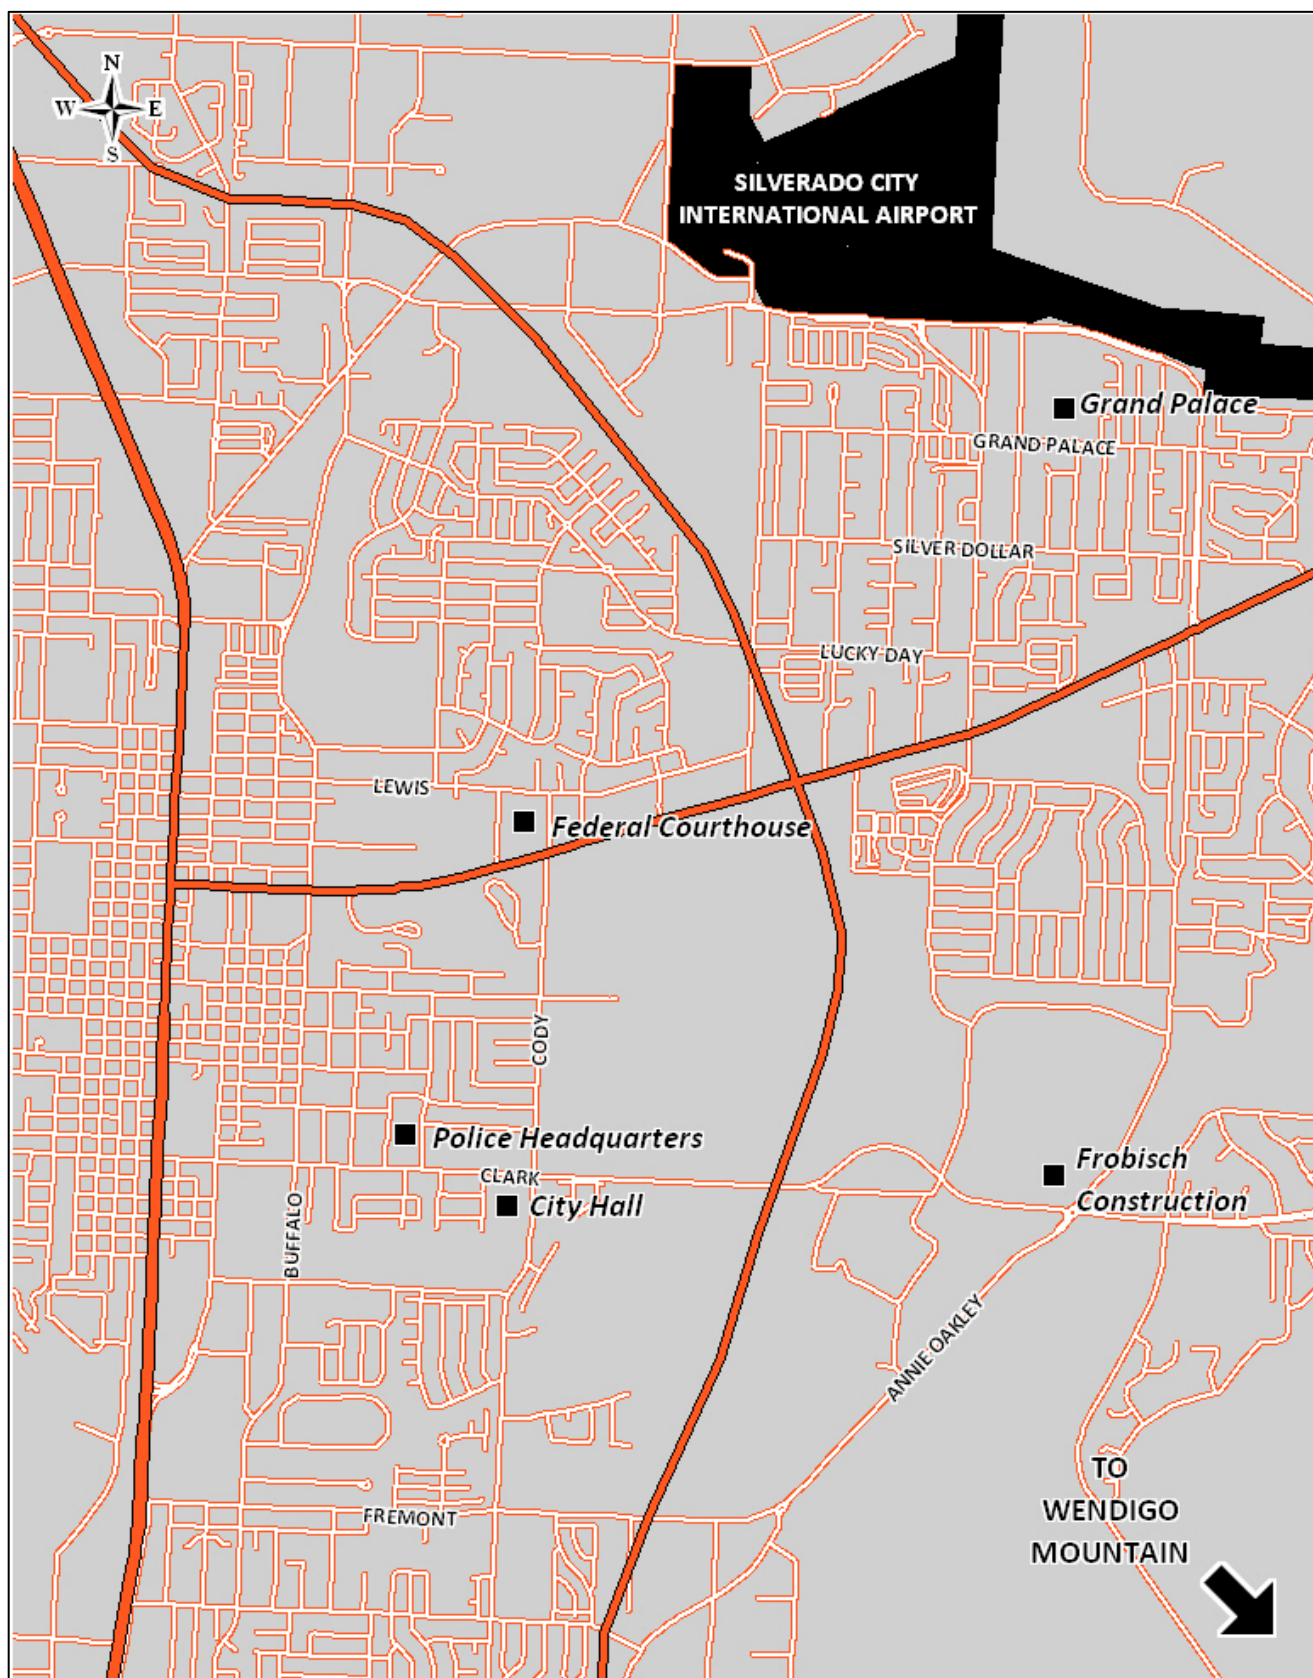 N
W E
S
SILVERADO CITY
INTERNATIONAL AIRPORT
Grand Palace
GRAND PALACE
SILVER DOLLAR
LUCKY DAY
LEWIS
Federal Courthouse
CODY
Police Headquarters
CLARK
City Hall
BUFFALO
Frobisch
Construction
ANNIE OAKLEY
TO
WENDIGO
MOUNTAIN
FREMONT